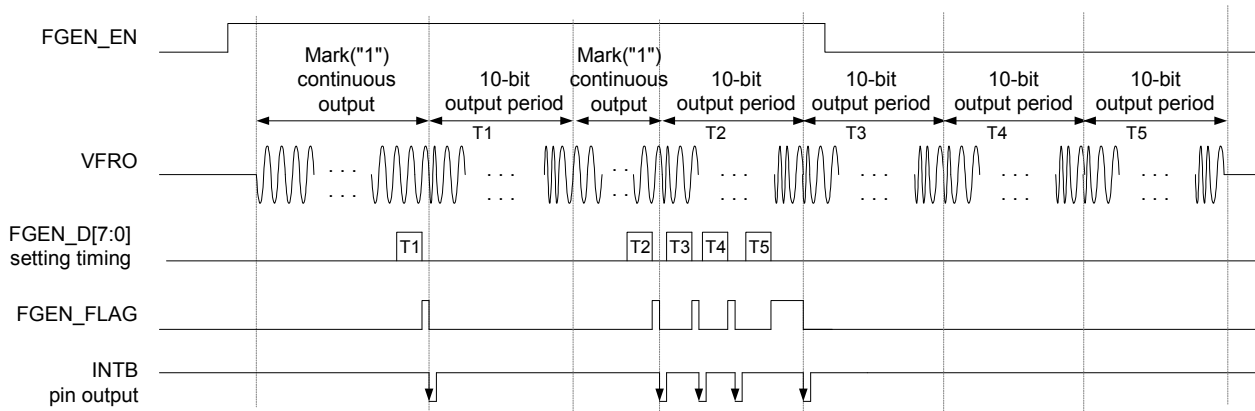 FGEN_EN
Mark("1")
continuous
output
10-bit
output period
T1
Mark("1")
continuous
output
10-bit
output period
T2
10-bit
output period
T3
10-bit
output period
T4
10-bit
output period
T5
VFRO
FGEN_D[7:0]
setting timing
T1
T2
T3
T4
T5
FGEN_FLAG
INTB
pin output